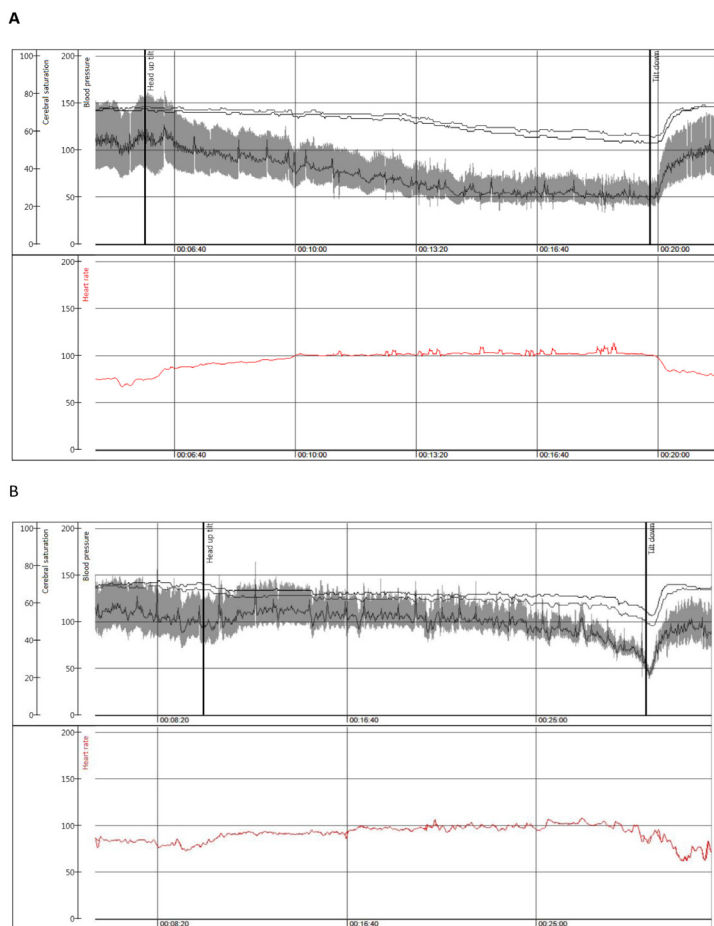 A
Cerebral saturation
Blood pressure
Head up tilt
Tilt down
100 200
80 150
60
100
40
50
20
0 0
00:06:40 00:10:00 00:13:20 00:16:40 00:20:00
Heart rate
200
150
100
50
0
00:06:40 00:10:00 00:13:20 00:16:40 00:20:00
B
Cerebral saturation
Blood pressure
Head up tilt
Tilt down
100 200
80 150
60
100
40
50
20
0 0
00:08:20 00:16:40 00:25:00
Heart rate
200
150
100
50
0
00:08:20 00:16:40 00:25:00